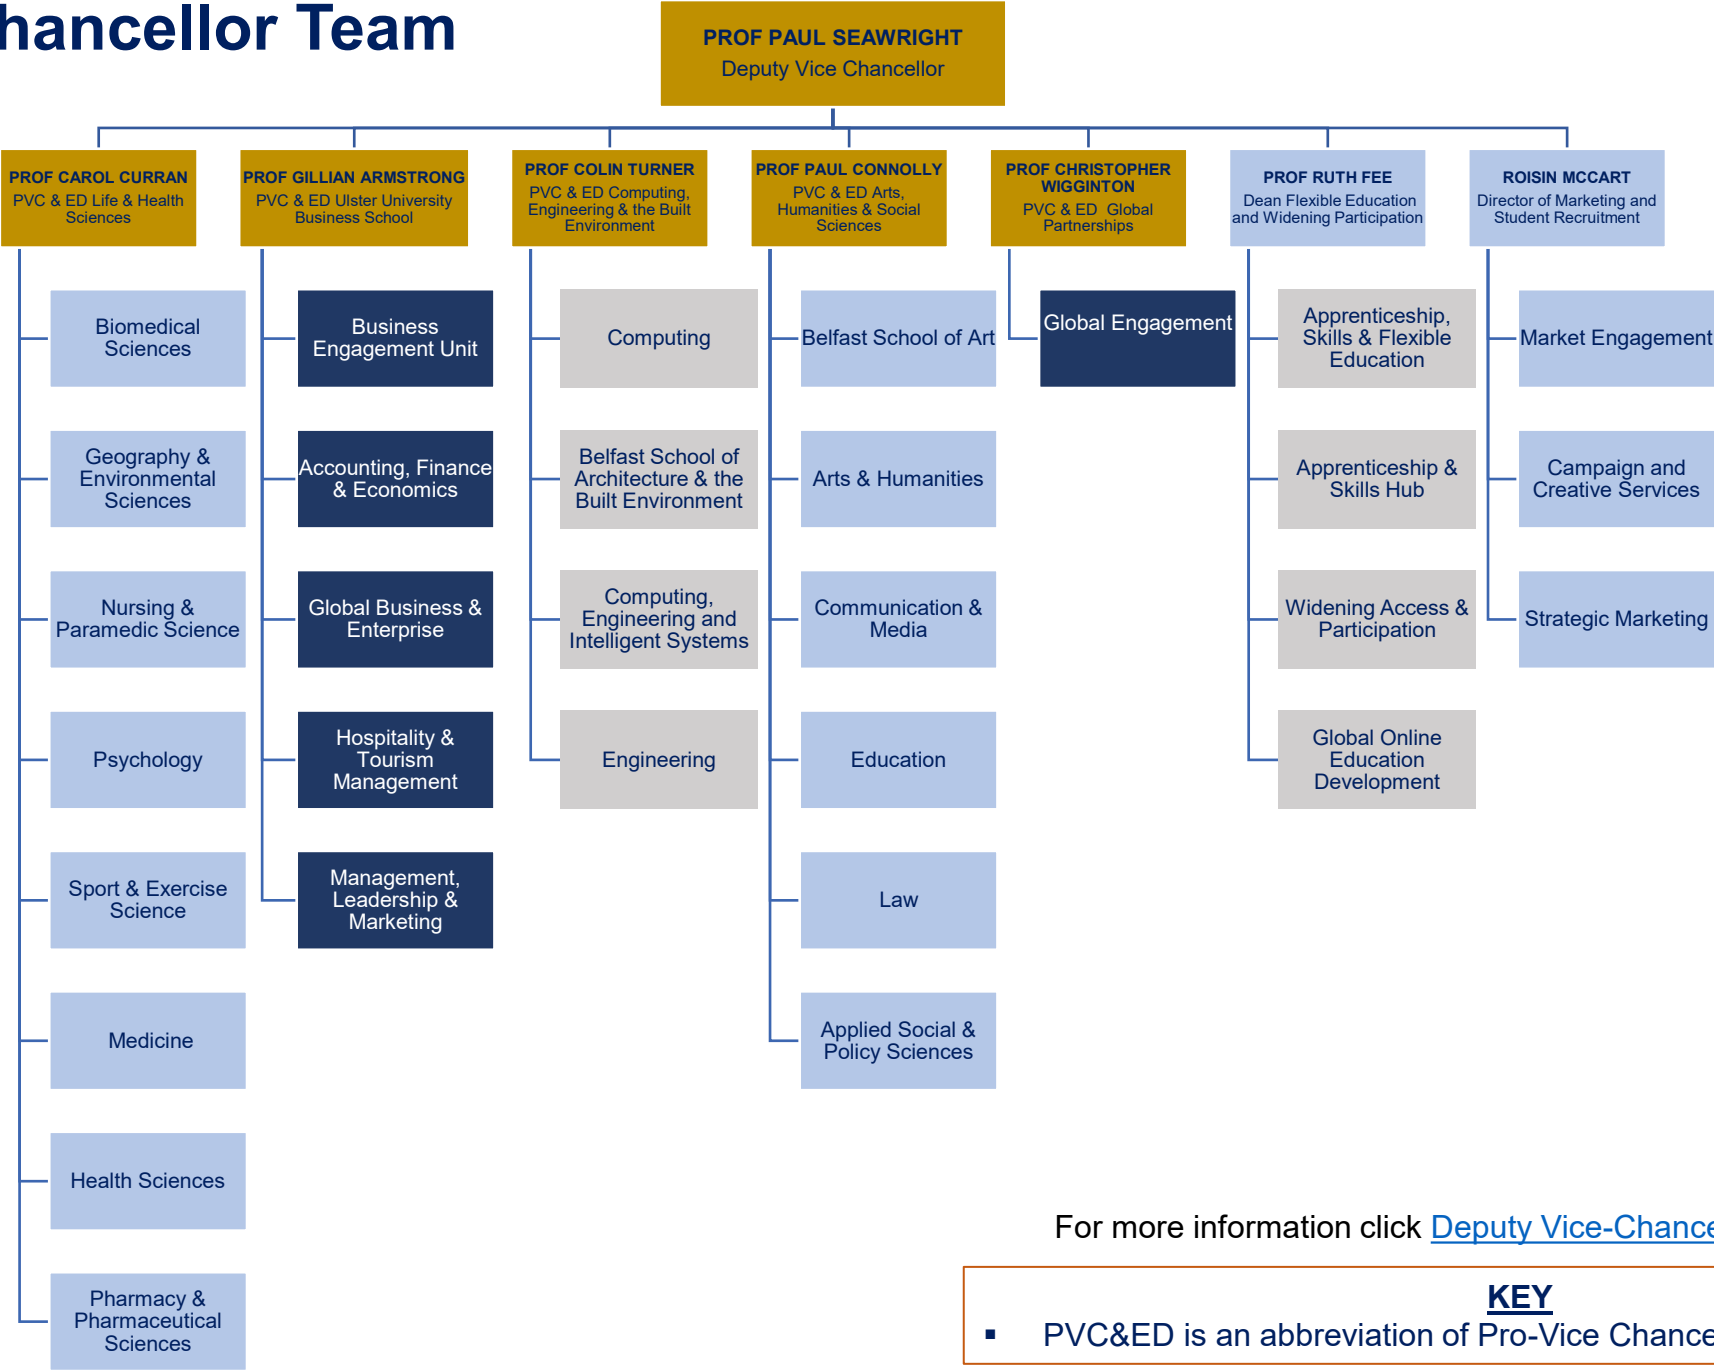 PROF PAUL SEAWRIGHT
Deputy Vice Chancellor
Team
PROF CAROL CURRAN
PVC & ED Life & Health
Sciences
PROF GILLIAN ARMSTRONG
PVC & ED Ulster University
Business School
PROF COLIN TURNER
PVC & ED Computing,
Engineering & the Built
Environment
PROF PAUL CONNOLLY
PVC & ED Arts,
Humanities & Social
Sciences
PROF CHRISTOPHER
WIGGINTON
PVC & ED Global
Partnerships
PROF RUTH FEE
Dean Flexible Education
and Widening Participation
ROISIN MCCART
Director of Marketing and
Student Recruitment
Biomedical
Sciences
Geography &
Environmental
Sciences
Nursing &
Paramedic Science
Psychology
Sport & Exercise
Science
Medicine
Health Sciences
Pharmacy &
Pharmaceutical
Sciences
Business
Engagement Unit
Accounting, Finance
& Economics
Global Business &
Enterprise
Hospitality &
Tourism
Management
Management,
Leadership &
Marketing
Computing
Belfast School of
Architecture & the
Built Environment
Computing,
Engineering and
Intelligent Systems
Engineering
Belfast School of Art
Arts & Humanities
Communication &
Media
Education
Law
Applied Social &
Policy Sciences
Global Engagement
Apprenticeship,
Skills & Flexible
Education
Apprenticeship &
Skills Hub
Widening Access &
Participation
Global Online
Education
Development
Market Engagement
Campaign and
Creative Services
Strategic Marketing
For more information click Deputy
KEY
▪ PVC&ED is an abbreviation of Pro-Vice